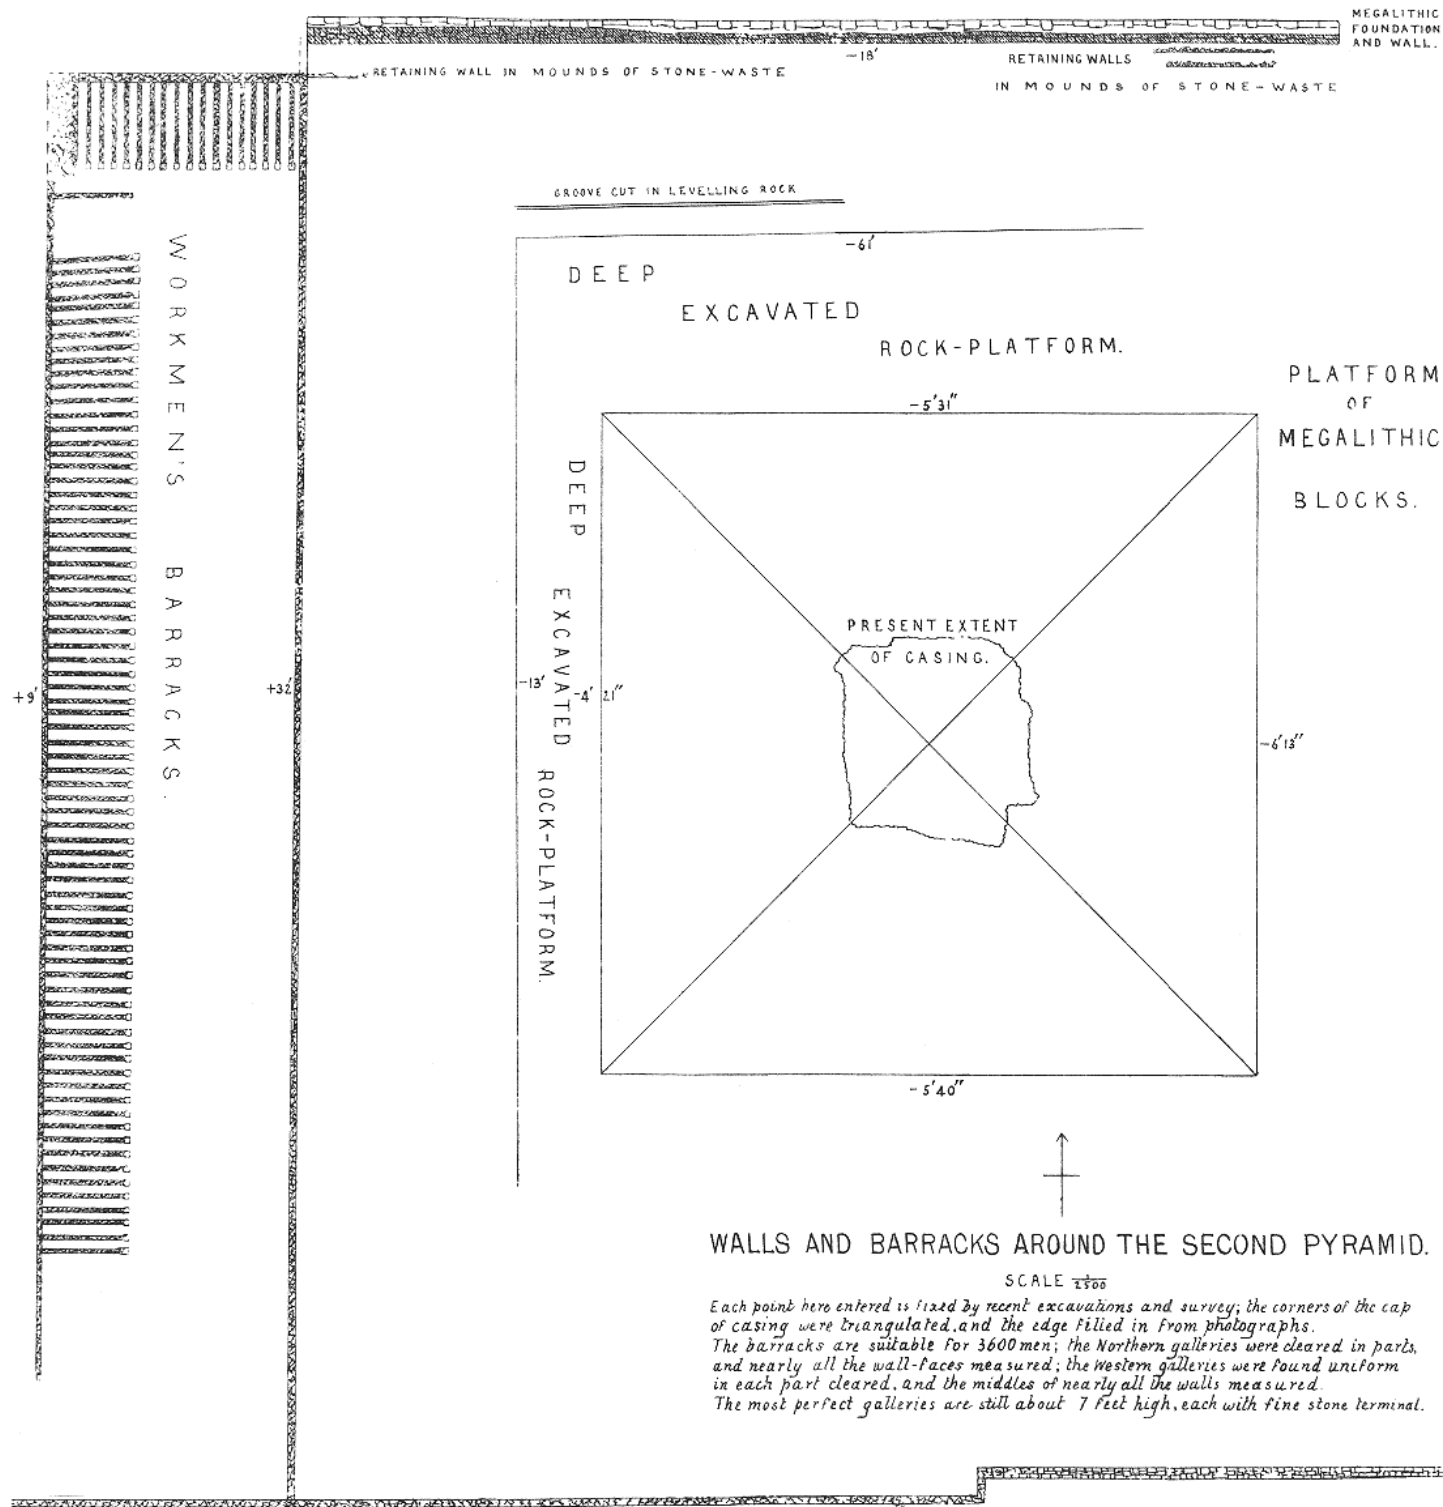 MEGALITHIC
FOUNDATION
AND WALL.
-18'
RETAINING WALLS
IN MOUNDS OF STONE-WASTE
RETAINING WALL IN MOUNDS OF STONE-WASTE
GROOVE CUT IN LEVELLING ROCK
-61'
DEEP
EXCAVATED
ROCK-PLATFORM.
PLATFORM
OF
MEGALITHIC
BLOCKS.
-5'31"
WORKMEN'S BARRACKS.
DEEP EXCAVATED ROCK-PLATFORM.
PRESENT EXTENT
OF CASING.
+9'
+32'
-13'
-4' 21"
-6'13"
-5'40"
WALLS AND BARRACKS AROUND THE SECOND PYRAMID.
SCALE 1/2500
Each point here entered is fixed by recent excavations and survey; the corners of the cap
of casing were triangulated, and the edge filled in from photographs.
The barracks are suitable for 3600 men; the Northern galleries were cleared in parts,
and nearly all the wall-faces measured; the Western galleries were found uniform
in each part cleared, and the middles of nearly all the walls measured.
The most perfect galleries are still about 7 feet high, each with fine stone terminal.